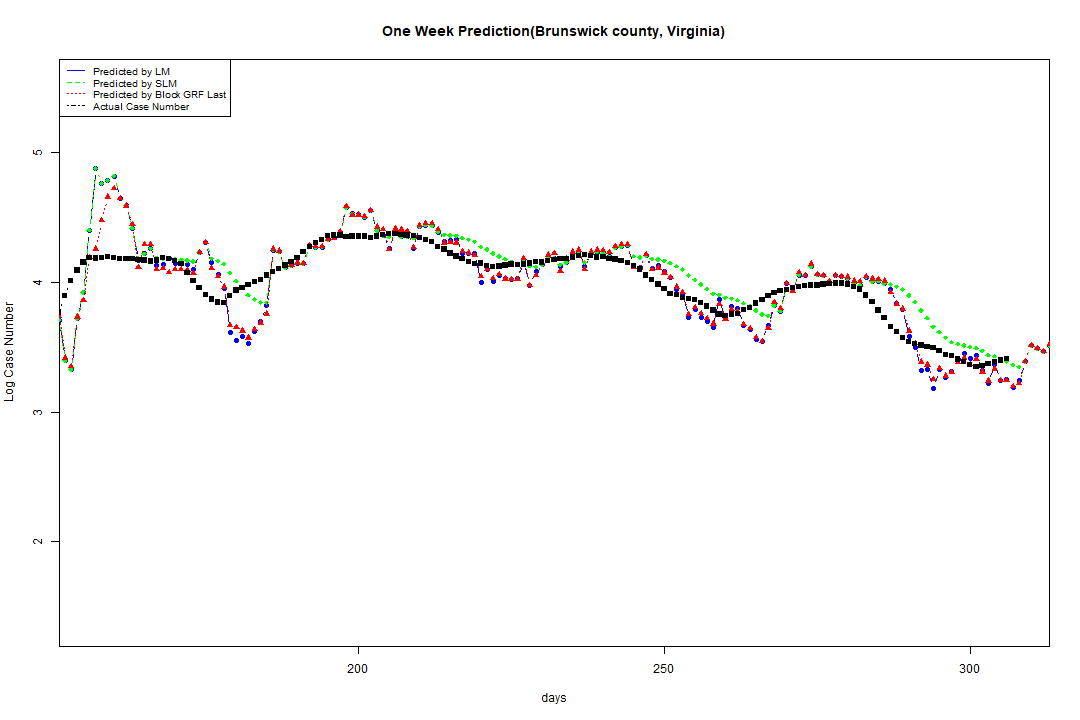 One Week Prediction(Brunswick county, Virginia)
Predicted by LM
Predicted by SLM
Predicted by Block GRF Last
Actual Case Number
5
4
3
2
Log Case Number
200 250 300
days